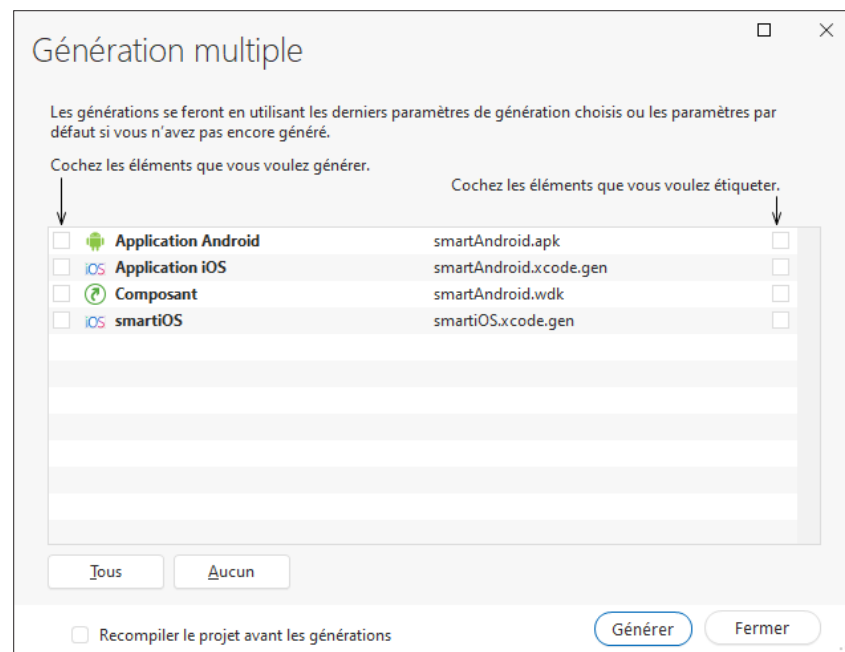 Génération multiple
Les générations se feront en utilisant les derniers paramètres de génération choisis ou les paramètres par
défaut si vous n'avez pas encore généré.
Cochez les éléments que vous voulez générer.
Cochez les éléments que vous voulez étiqueter.
Application Android smartAndroid.apk
iOS Application iOS smartAndroid.xcode.gen
Composant smartAndroid.wdk
iOS smartiOS smartiOS.xcode.gen
Tous Aucun
Recompiler le projet avant les générations
Générer Fermer